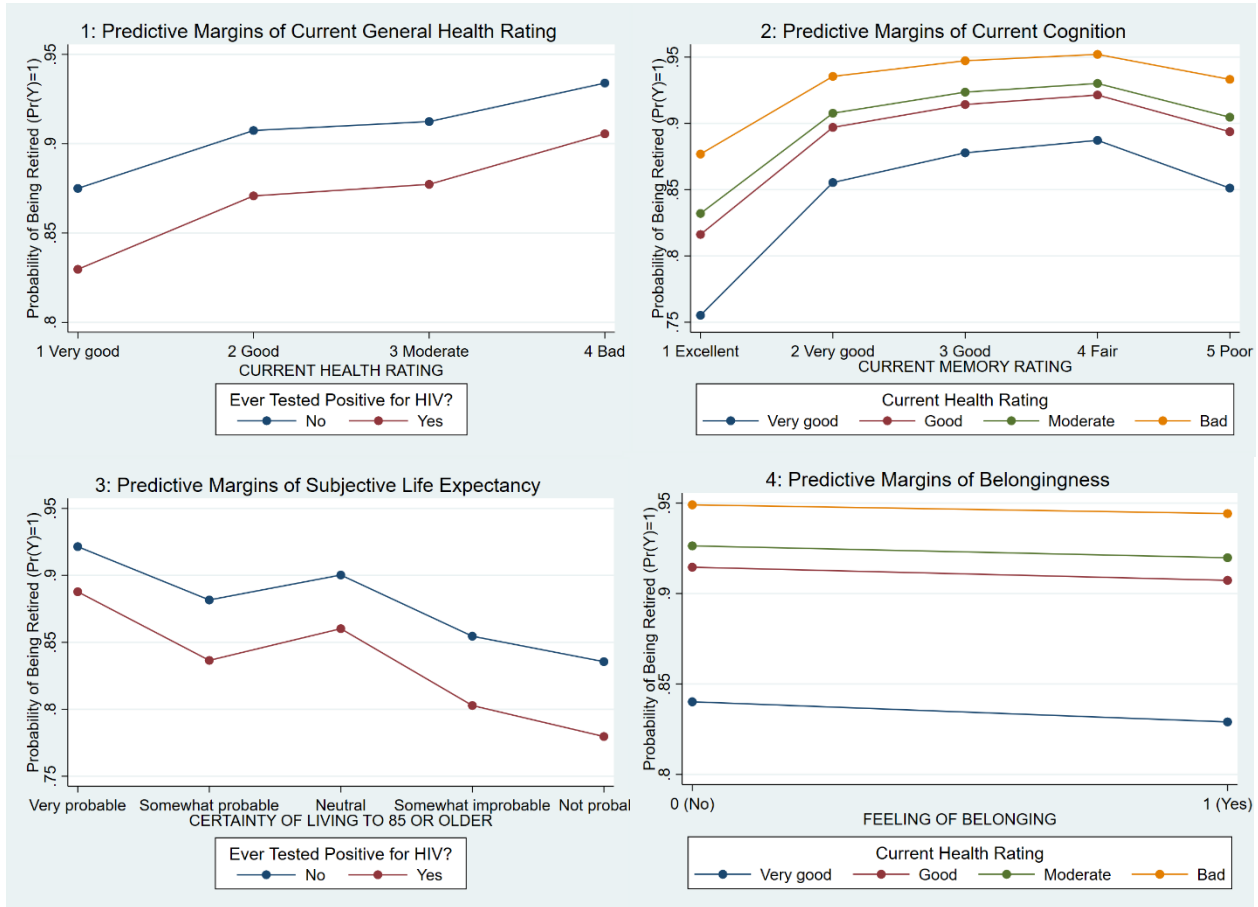 1: Predictive Margins of Current General Health Rating
Probability of Being Retired (Pr(Y)=1)
.95
.9
.85
.8
1 Very good 2 Good 3 Moderate 4 Bad
CURRENT HEALTH RATING
Ever Tested Positive for HIV?
No Yes
2: Predictive Margins of Current Cognition
Probability of Being Retired (Pr(Y)=1)
.95
.9
.85
.8
.75
1 Excellent 2 Very good 3 Good 4 Fair 5 Poor
CURRENT MEMORY RATING
Current Health Rating
Very good Good Moderate Bad
3: Predictive Margins of Subjective Life Expectancy
Probability of Being Retired (Pr(Y)=1)
.95
.9
.85
.8
.75
Very probable Somewhat probable Neutral Somewhat improbable Not probal
CERTAINTY OF LIVING TO 85 OR OLDER
Ever Tested Positive for HIV?
No Yes
4: Predictive Margins of Belongingness
Probability of Being Retired (Pr(Y)=1)
.95
.9
.85
.8
0 (No) 1 (Yes)
FEELING OF BELONGING
Current Health Rating
Very good Good Moderate Bad